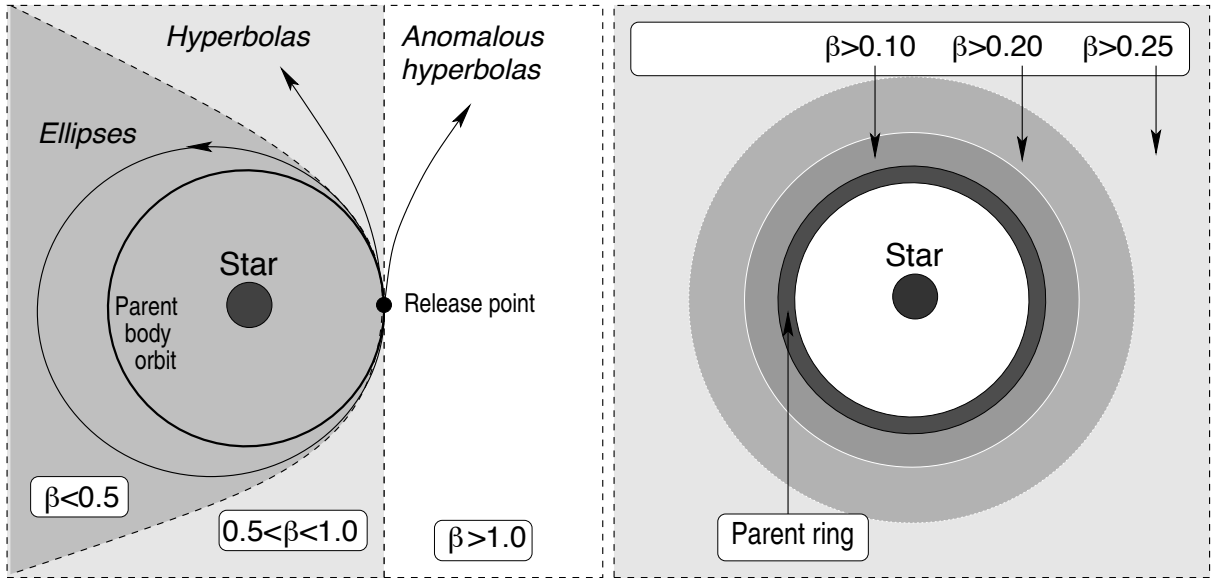 Hyperbolas
Anomalous
hyperbolas
Ellipses
Star
Parent
body
orbit
Release point
β<0.5
0.5<β<1.0
β>1.0
β>0.10
β>0.20
β>0.25
Star
Parent ring